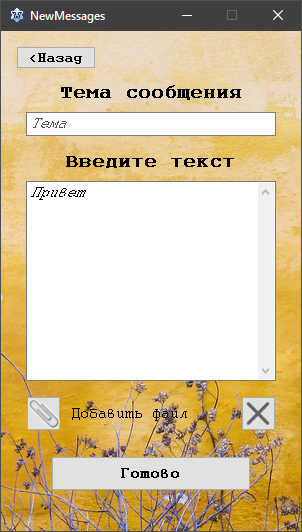 NewMessages
<Назад
Тема сообщения
Тема
Введите текст
Привет
Добавить файл
Готово